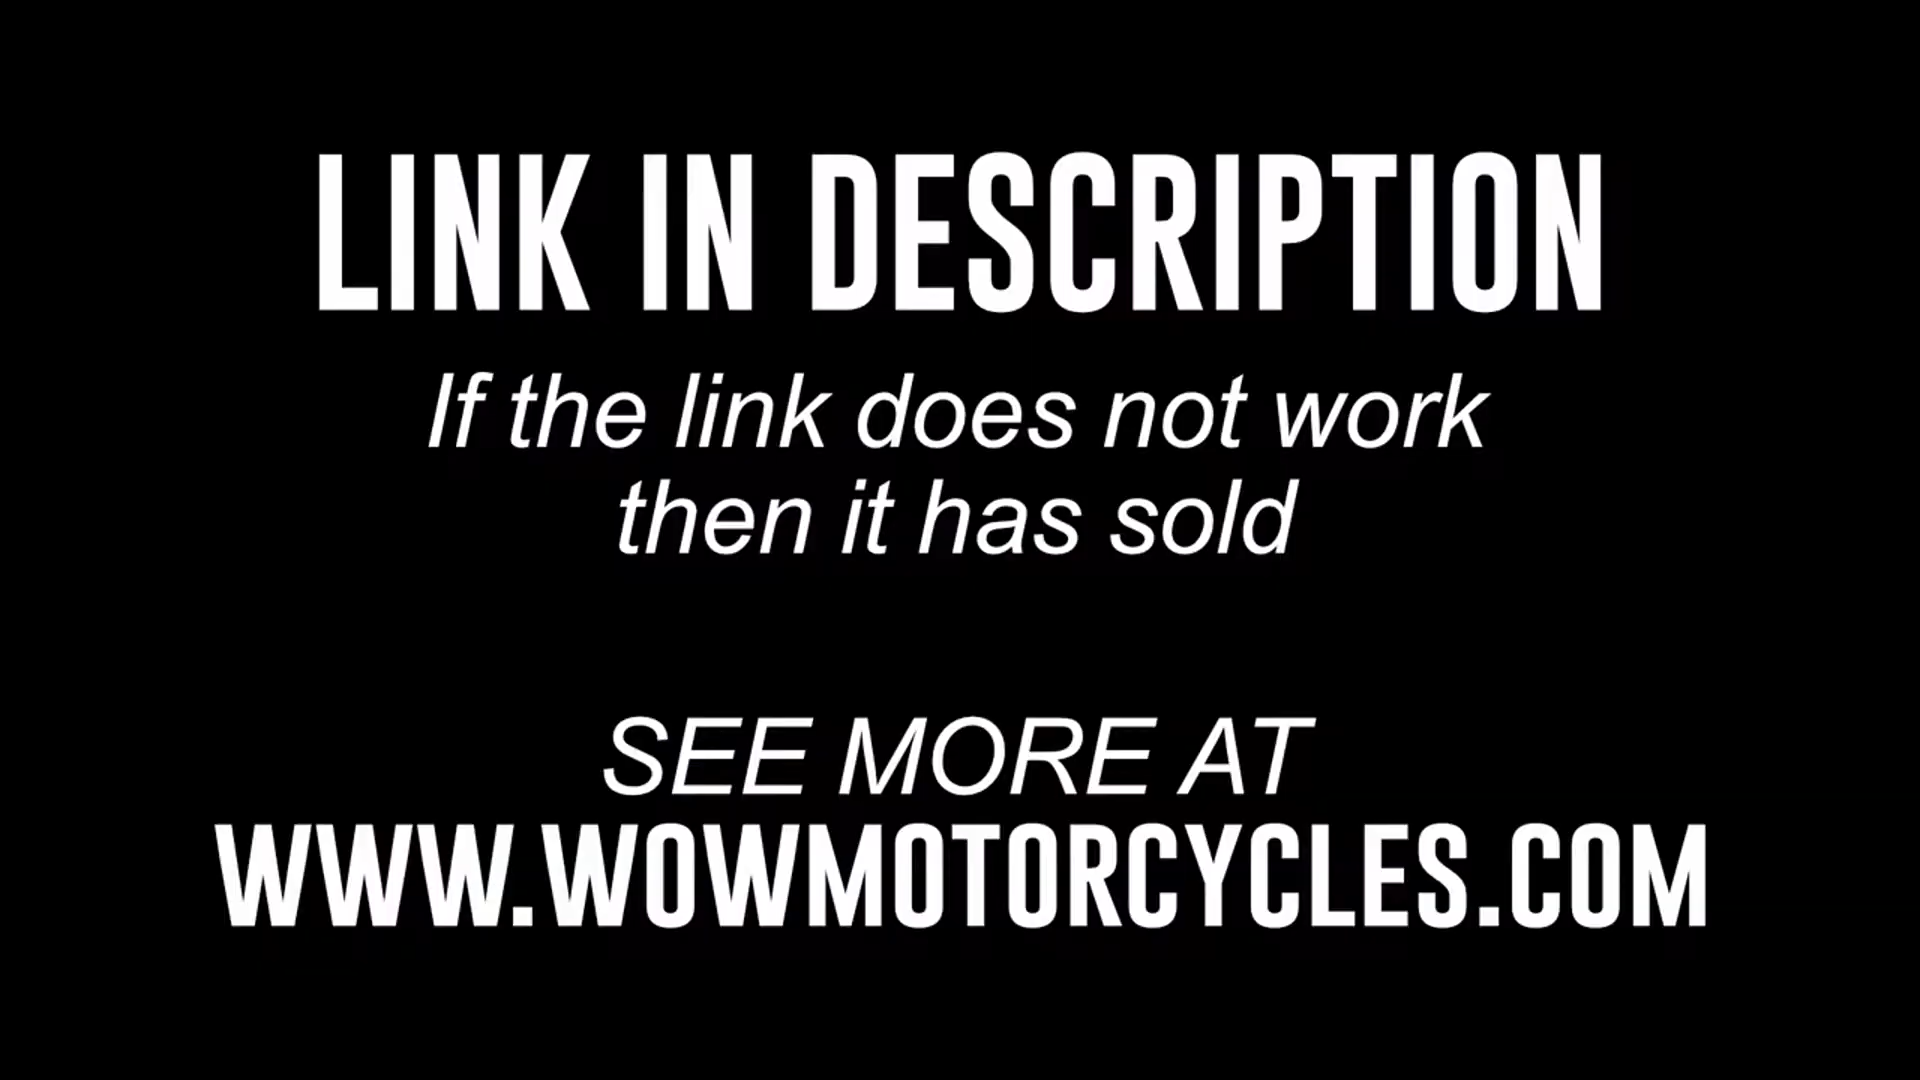 LINK IN DESCRIPTION
If the link does not work
then it has sold
SEE MORE AT
WWW.WOWMOTORCYCLES.COM